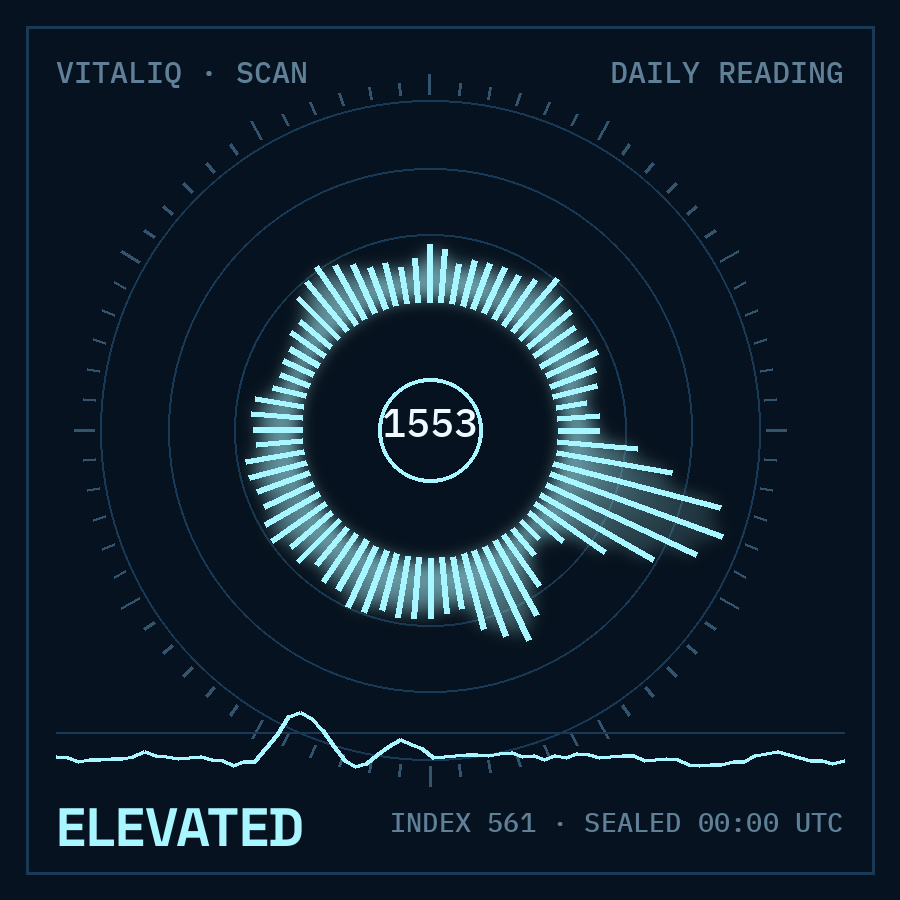 VITALIQ · SCAN
DAILY READING
1553
ELEVATED
INDEX 561 · SEALED 00:00 UTC